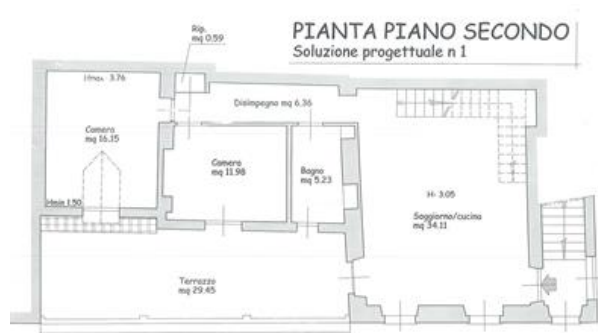 PIANTA PIANO SECONDO
Soluzione progettuale n 1
Rip.
mq 0.59
Hmax 3.76
Disimpegno mq 6.36
Camera
mq 16.15
Camera
mq 11.98
Bagno
mq 5.23
H: 3.05
Soggiorno/cucina
mq 34.11
Hmin 1.50
Terrazzo
mq 29.45